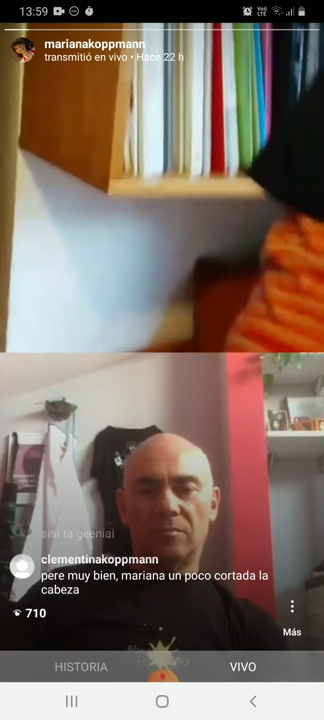 13:59
marianakoppmann
transmitió en vivo • Hace 22 h
sisi ta geenial
clementinakoppmann
pere muy bien, mariana un poco cortada la
cabeza
710
Más
HISTORIA
VIVO